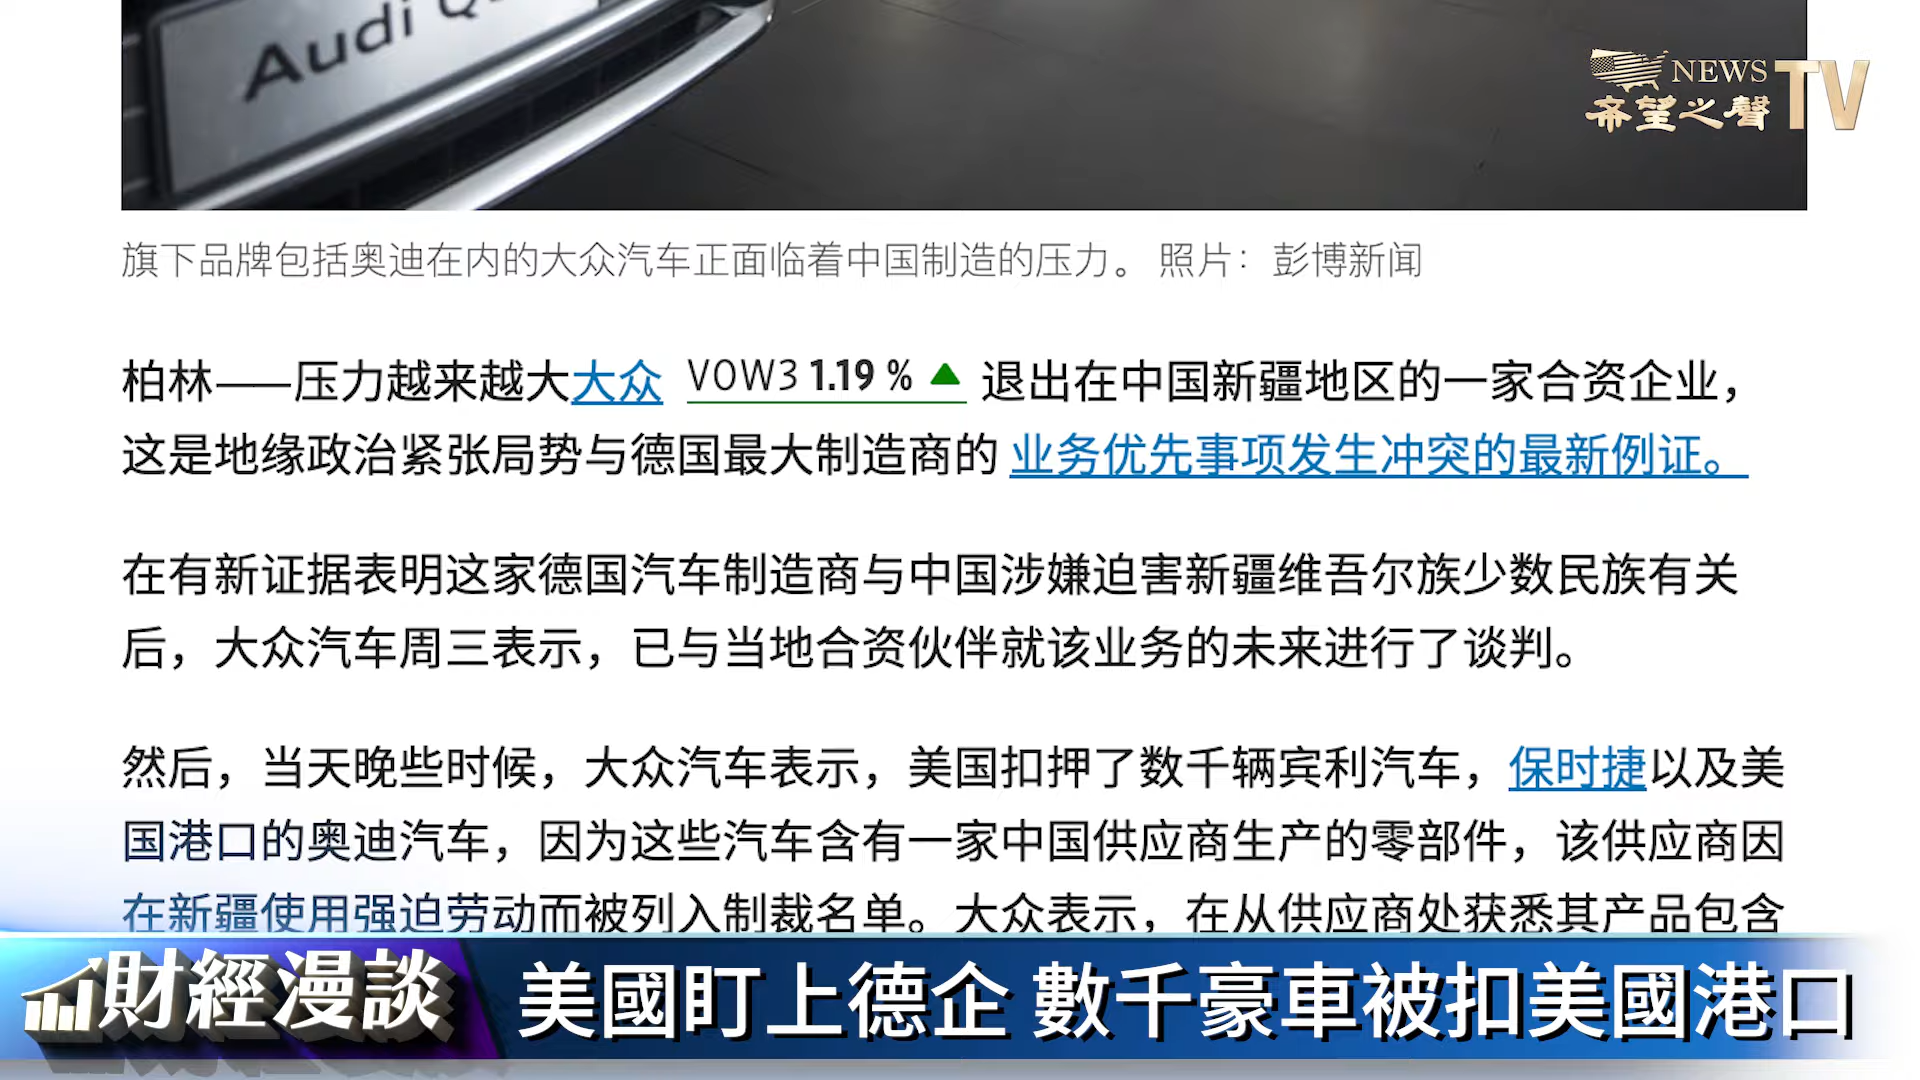 Audi Q
NEWS
希望之聲
TV
旗下品牌包括奥迪在内的大众汽车正面临着中国制造的压力。 照片：彭博新闻
柏林——压力越来越大大众 VOW3 1.19 % ▲ 退出在中国新疆地区的一家合资企业，
这是地缘政治紧张局势与德国最大制造商的 业务优先事项发生冲突的最新例证。
在有新证据表明这家德国汽车制造商与中国涉嫌迫害新疆维吾尔族少数民族有关
后，大众汽车周三表示，已与当地合资伙伴就该业务的未来进行了谈判。
然后，当天晚些时候，大众汽车表示，美国扣押了数千辆宾利汽车，保时捷以及美
国港口的奥迪汽车，因为这些汽车含有一家中国供应商生产的零部件，该供应商因
在新疆使用强迫劳动而被列入制裁名单。大众表示，在从供应商处获悉其产品包含
財經漫談
美國盯上德企 數千豪車被扣美國港口